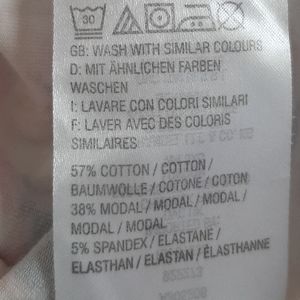 30
GB: WASH WITH SIMILAR COLOURS
D: MIT ÄHNLICHEN FARBEN
WASCHEN
I: LAVARE CON COLORI SIMILARI
F: LAVER AVEC DES COLORIS
SIMILAIRES
57% COTTON / COTTON /
BAUMWOLLE / COTONE / COTON
38% MODAL / MODAL / MODAL /
MODAL / MODAL
5% SPANDEX / ELASTANE /
ELASTHAN / ELASTAN / ÉLASTHANNE